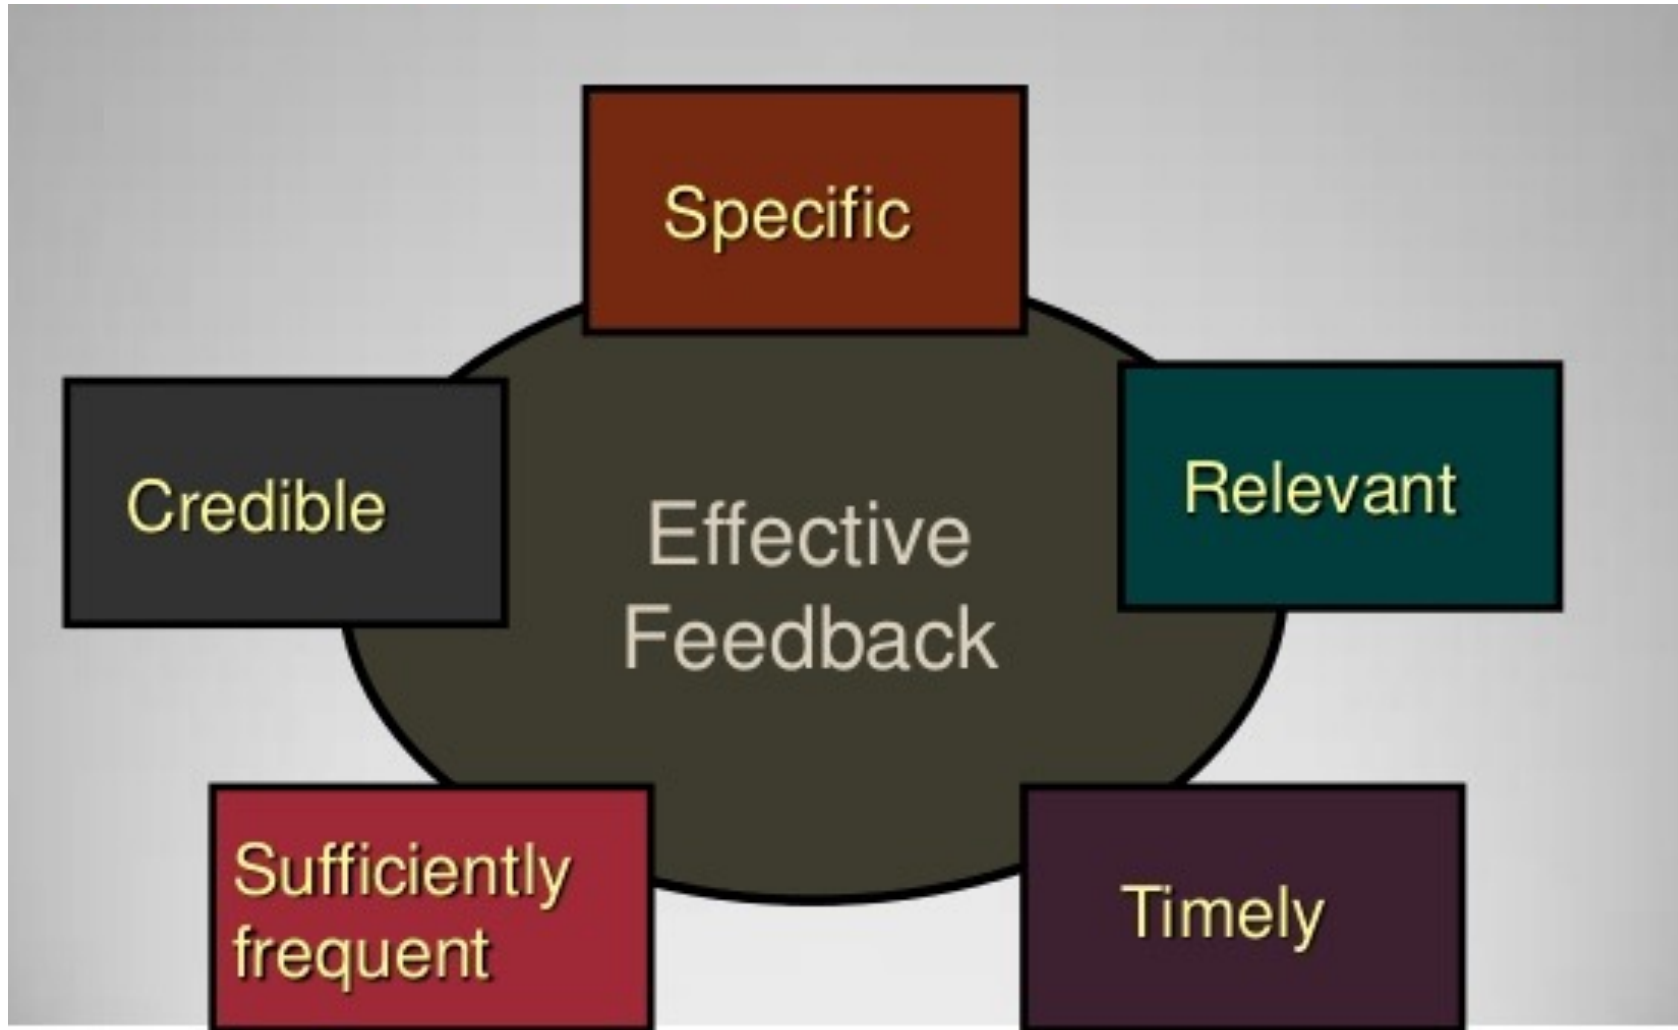 Specific
Credible
Relevant
Effective
Feedback
Sufficiently
frequent
Timely